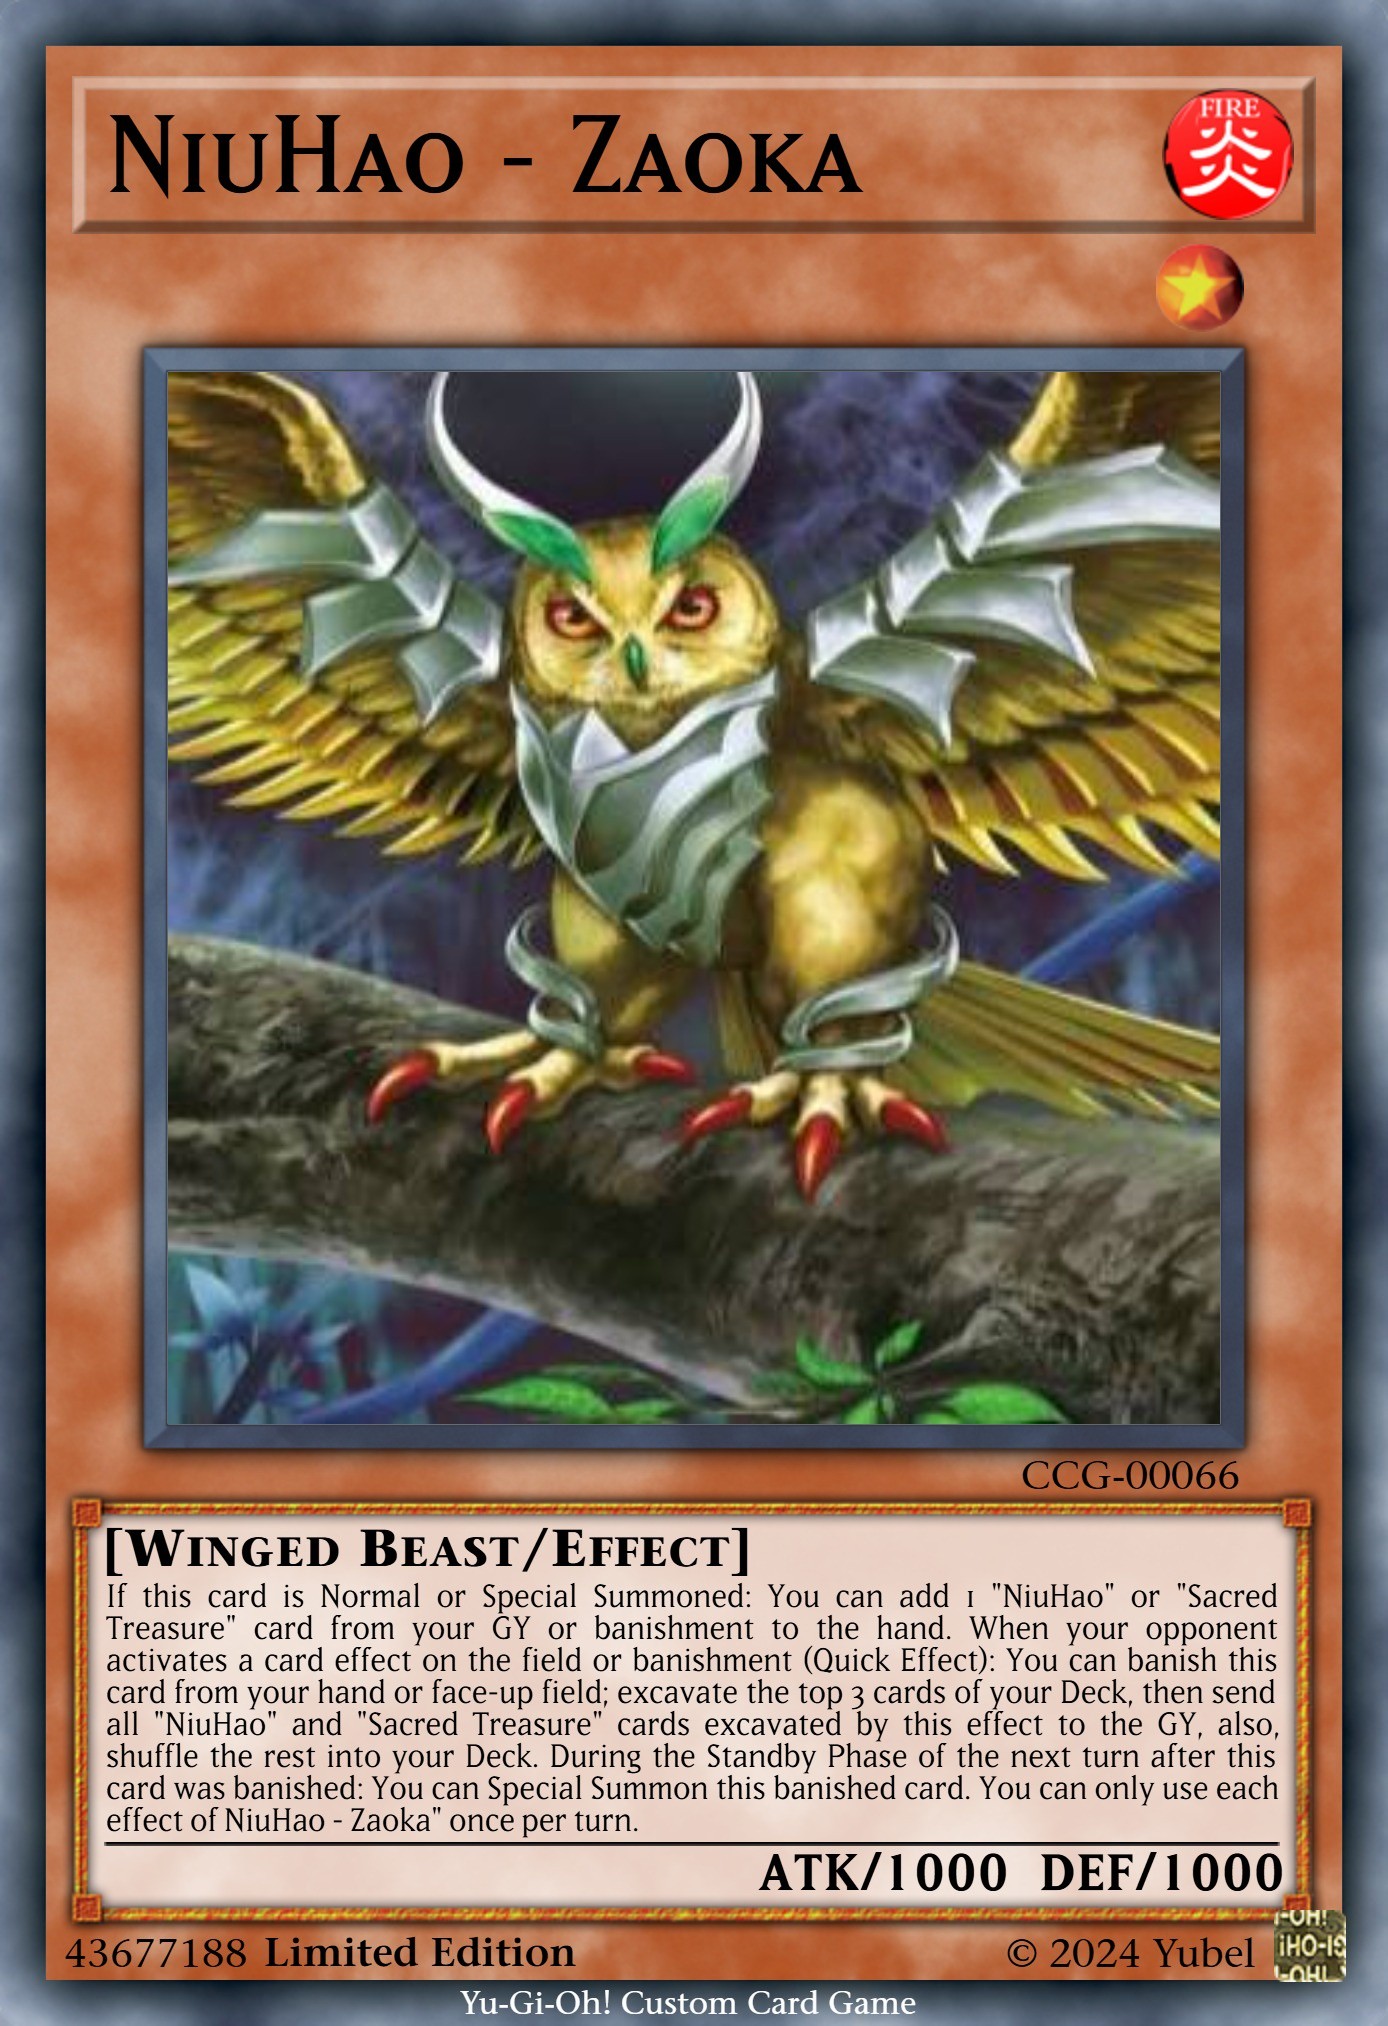 NiuHao - Zaoka
FIRE
炎
CCG-00066
[Winged Beast/Effect]
If this card is Normal or Special Summoned: You can add 1 "NiuHao" or "Sacred
Treasure" card from your GY or banishment to the hand. When your opponent
activates a card effect on the field or banishment (Quick Effect): You can banish this
card from your hand or face-up field; excavate the top 3 cards of your Deck, then send
all "NiuHao" and "Sacred Treasure" cards excavated by this effect to the GY, also,
shuffle the rest into your Deck. During the Standby Phase of the next turn after this
card was banished: You can Special Summon this banished card. You can only use each
effect of NiuHao - Zaoka" once per turn.
ATK/1000 DEF/1000
43677188 Limited Edition
© 2024 Yubel
Yu-Gi-Oh! Custom Card Game